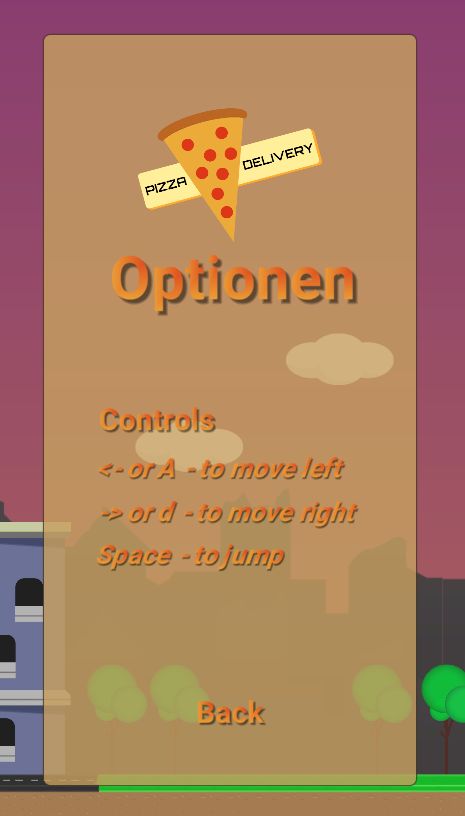 PIZZA DELIVERY
Optionen
Controls
<- or A - to move left
-> or d - to move right
Space - to jump
Back